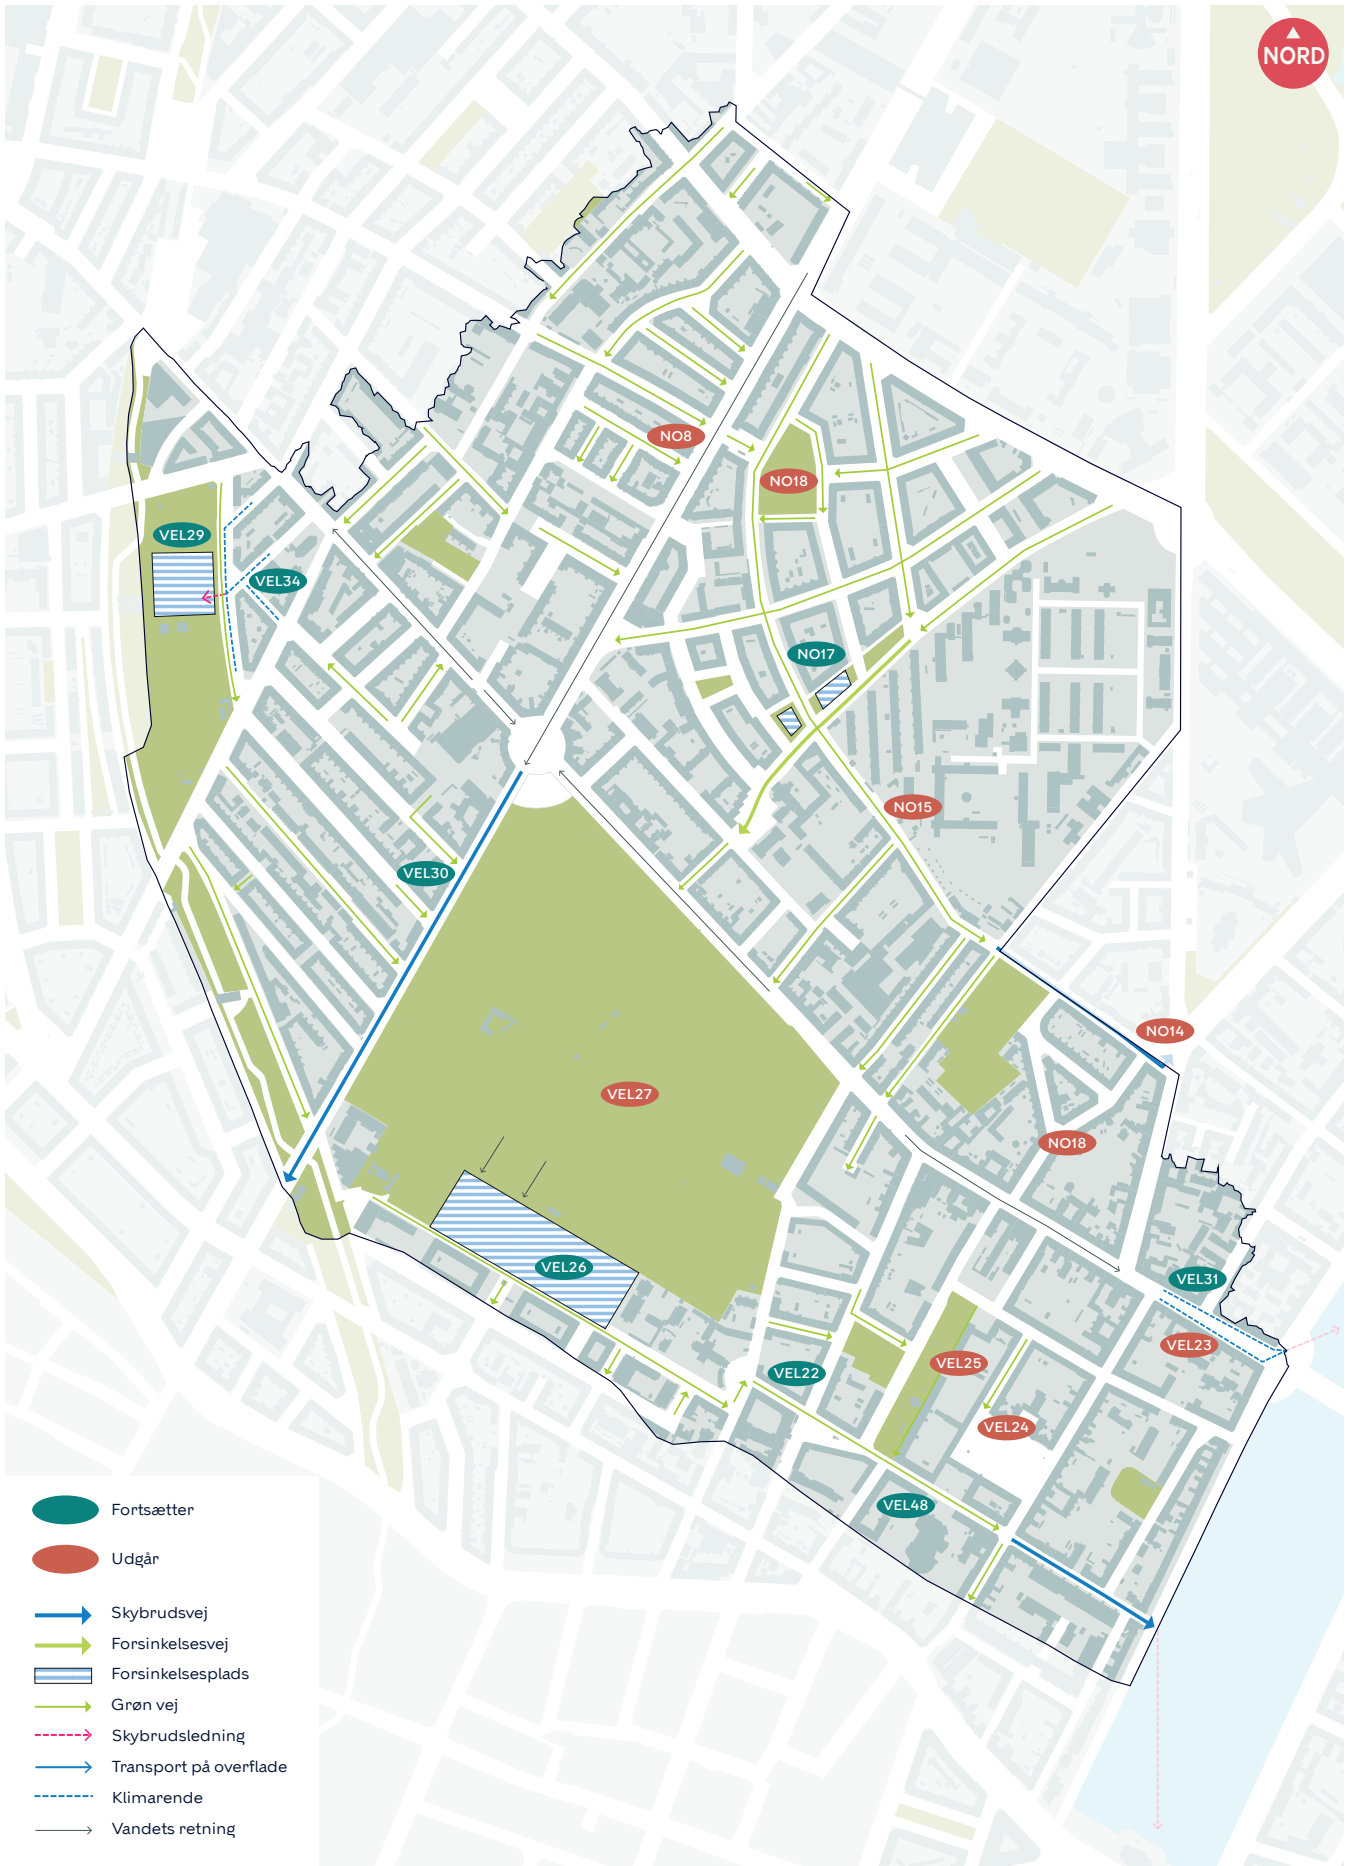 NORD
NO8
NO18
VEL29
VEL34
NO17
NO15
VEL30
NO14
VEL27
NO18
VEL26
VEL31
VEL23
VEL22
VEL25
VEL24
VEL48
Fortsætter
Udgår
Skybrudsvej
Forsinkelsesvej
Forsinkelsesplads
Grøn vej
Skybrudsledning
Transport på overflade
Klimarende
Vandets retning